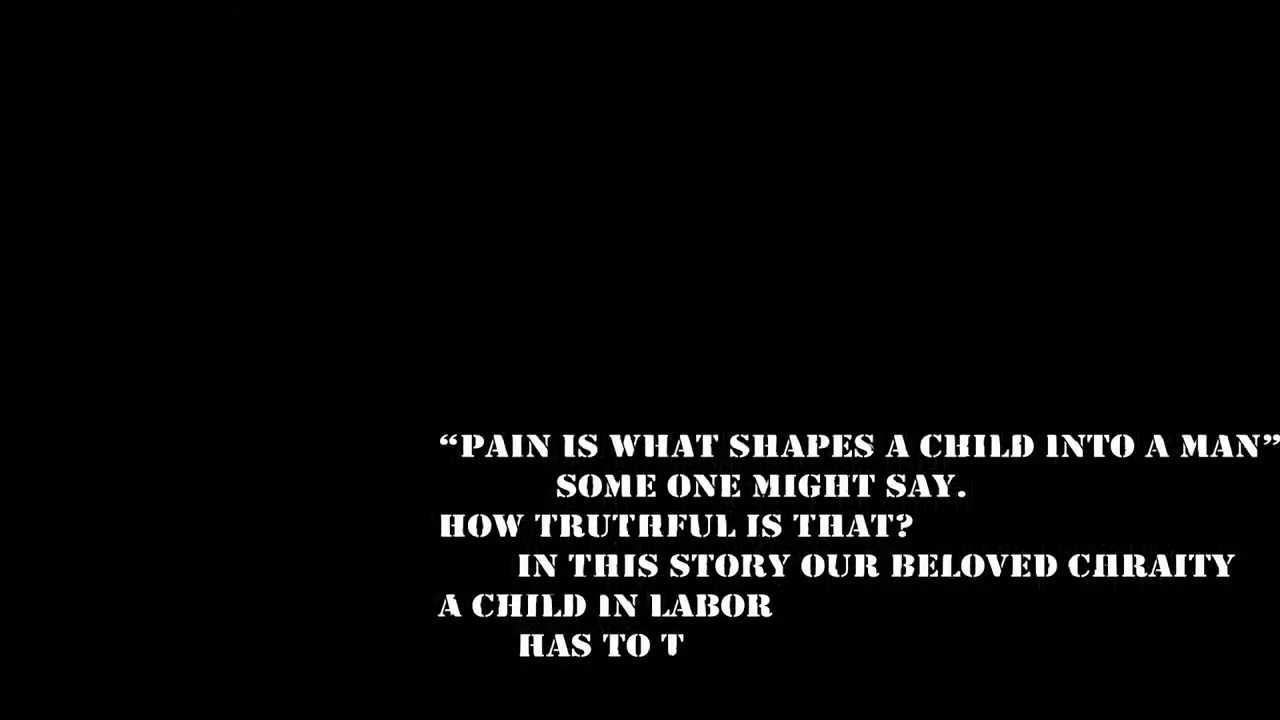 “PAIN IS WHAT SHAPES A CHILD INTO A MAN”
SOME ONE MIGHT SAY.
HOW TRUTHFUL IS THAT?
IN THIS STORY OUR BELOVED CHRAITY
A CHILD IN LABOR
HAS TO T